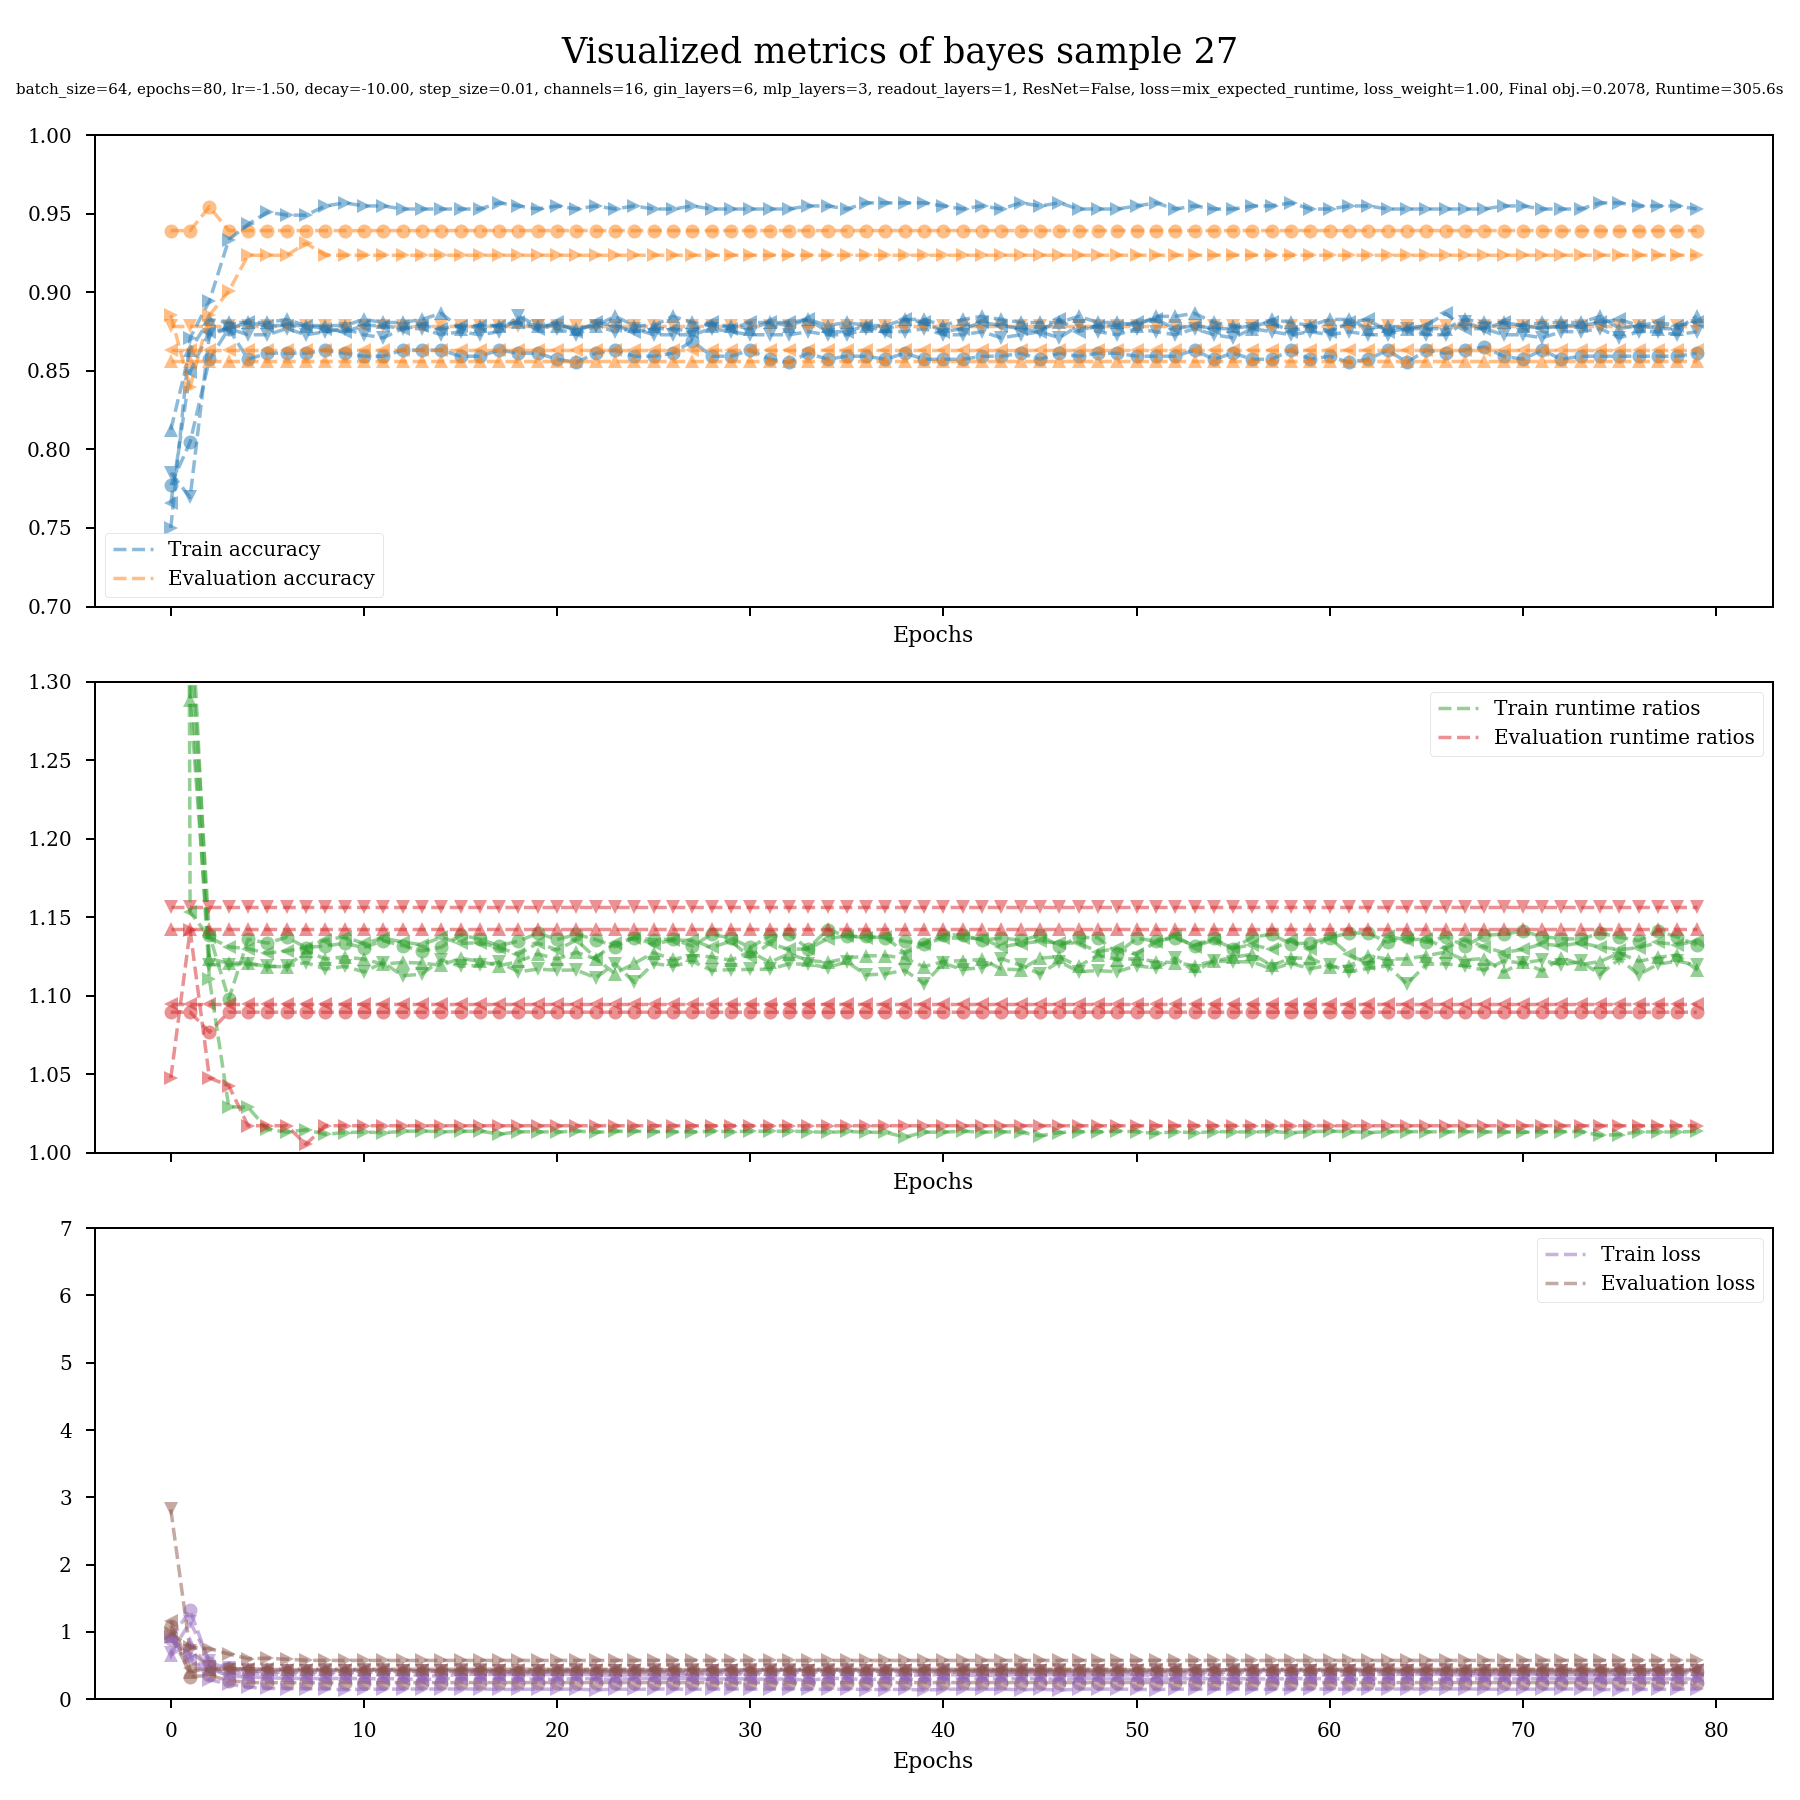 Visualized metrics of bayes sample 27
batch_size=64, epochs=80, lr=-1.50, decay=-10.00, step_size=0.01, channels=16, gin_layers=6, mlp_layers=3, readout_layers=1, ResNet=False, loss=mix_expected_runtime, loss_weight=1.00, Final obj.=0.2078, Runtime=305.6s
1.00
0.95
0.90
0.85
0.80
0.75
0.70
Train accuracy
Evaluation accuracy
Epochs
1.30
1.25
1.20
1.15
1.10
1.05
1.00
Train runtime ratios
Evaluation runtime ratios
Epochs
7
6
5
4
3
2
1
0
Train loss
Evaluation loss
0 10 20 30 40 50 60 70 80
Epochs